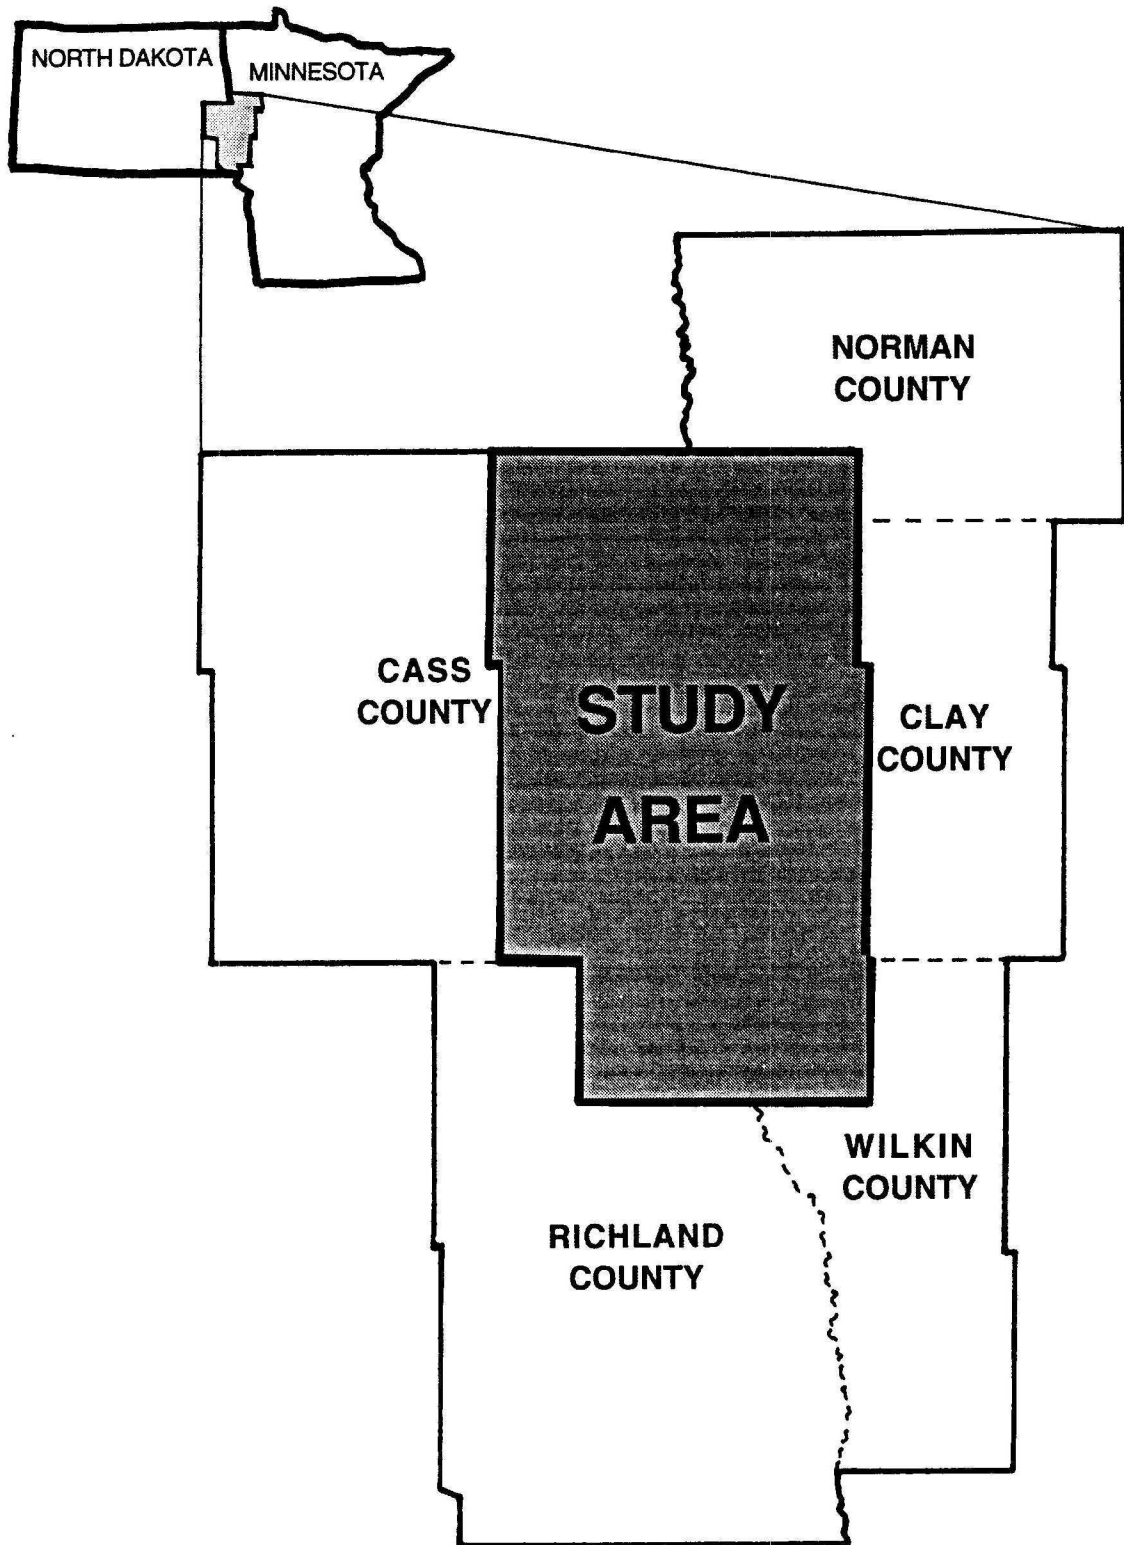 NORTH DAKOTA
MINNESOTA
NORMAN
COUNTY
CASS
COUNTY
STUDY
AREA
CLAY
COUNTY
WILKIN
COUNTY
RICHLAND
COUNTY